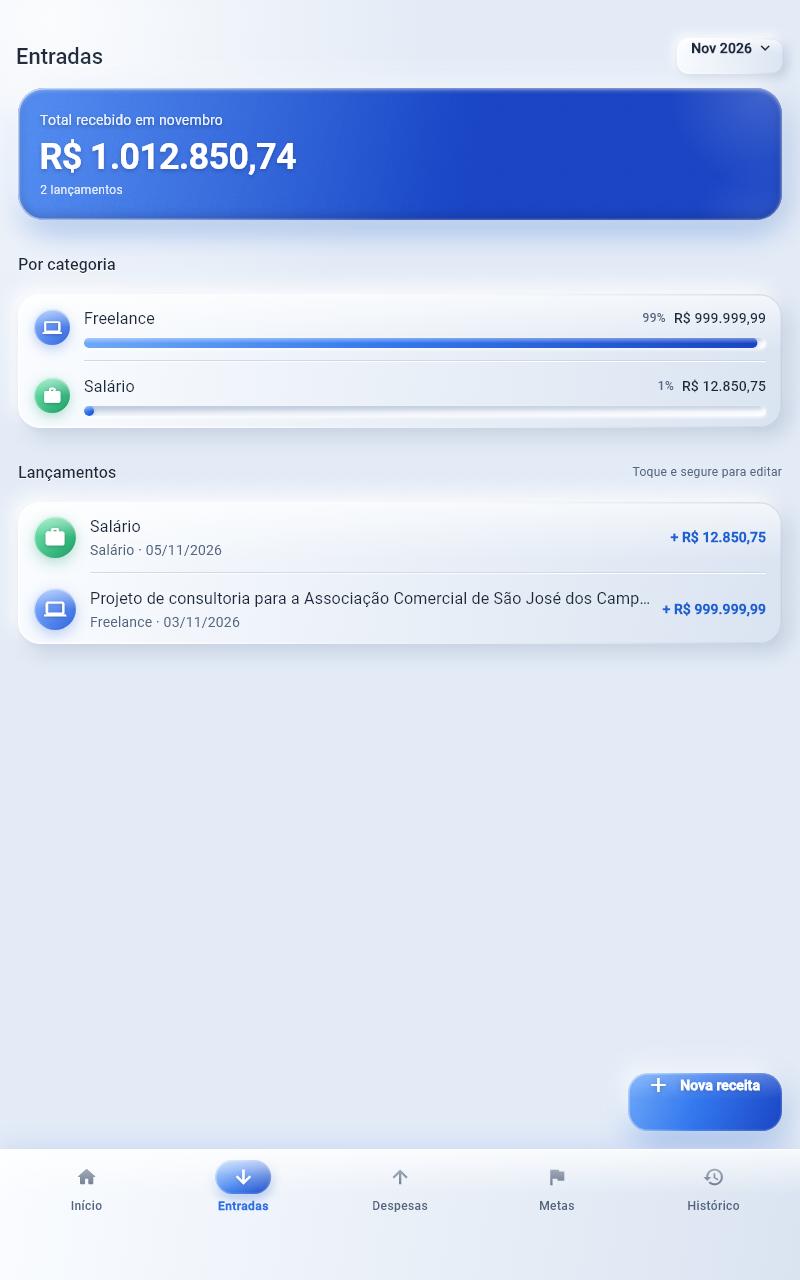 Entradas
Nov 2026
Total recebido em novembro
R$ 1.012.850,74
2 lançamentos
Por categoria
Freelance
99% R$ 999.999,99
Salário
1% R$ 12.850,75
Lançamentos
Toque e segure para editar
Salário
Salário · 05/11/2026
+ R$ 12.850,75
Projeto de consultoria para a Associação Comercial de São José dos Camp…
Freelance · 03/11/2026
+ R$ 999.999,99
Nova receita
Início
Entradas
Despesas
Metas
Histórico